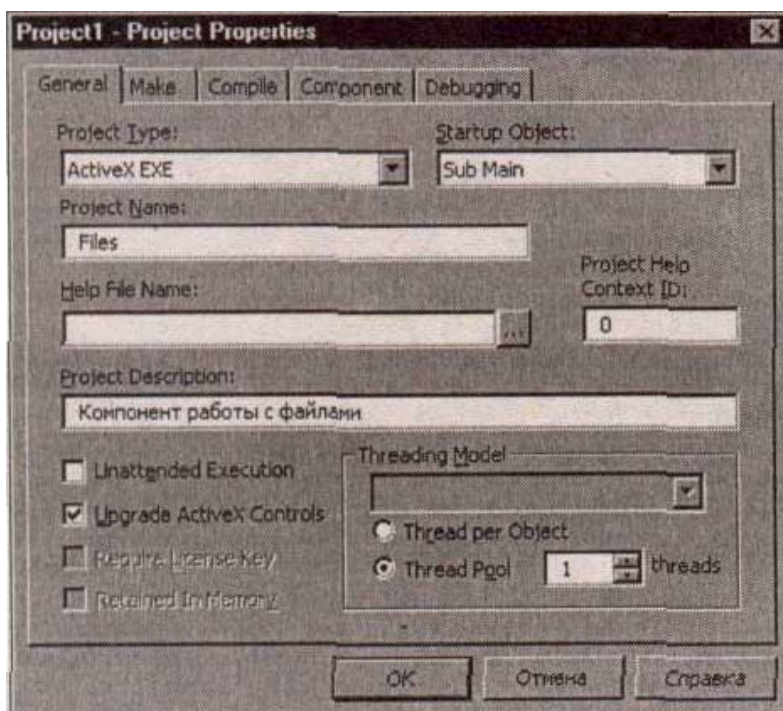 Project1 - Project Properties
General Make Compile Component Debugging
Project Type:
Startup Object:
ActiveX EXE
Sub Main
Project Name:
Files
Help File Name:
Project Help
Context ID:
...
0
Project Description:
Компонент работы с файлами
Unattended Execution
Upgrade ActiveX Controls
Require License Key
Retained In Memory
Threading Model
Thread per Object
Thread Pool 1 threads
OK Отмена Справка